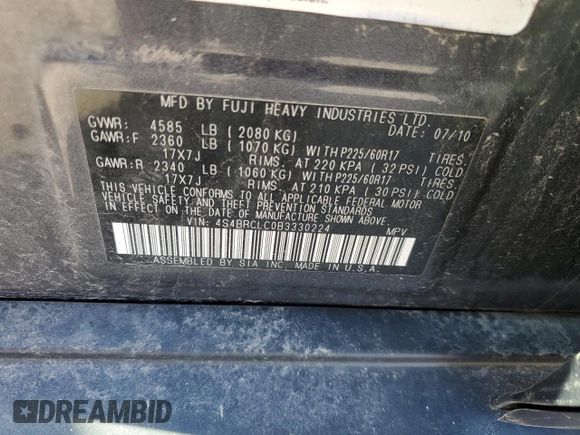 MFD BY FUJI HEAVY INDUSTRIES LTD.
GVWR: 4585 LB (2080 KG) DATE: 07/10
GAWR:F 2360 LB (1070 KG) WITH P225/60R17 TIRES.
17X7J RIMS. AT 220 KPA (32 PSI) COLD
GAWR:R 2340 LB (1060 KG) WITH P225/60R17 TIRES.
17X7J RIMS. AT 210 KPA (30 PSI) COLD
THIS VEHICLE CONFORMS TO ALL APPLICABLE FEDERAL MOTOR
VEHICLE SAFETY AND THEFT PREVENTION STANDARDS
IN EFFECT ON THE DATE OF MANUFACTURE SHOWN ABOVE.
VIN: 4S4BRCLC0B3330224 MPV
ASSEMBLED BY SIA INC. MADE IN U.S.A.
DREAMBID